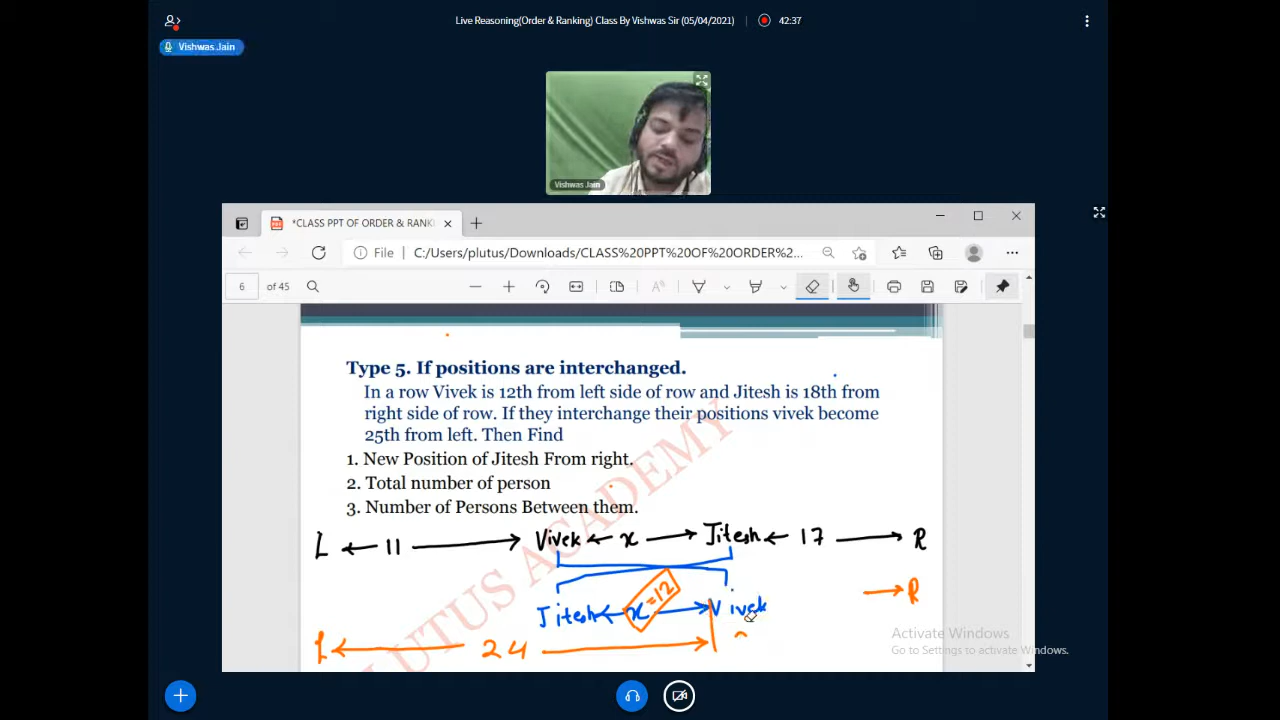 Live Reasoning(Order & Ranking) Class By Vishwas Sir (05/04/2021) 42:37
Vishwas Jain
Vishwas Jain
*CLASS PPT OF ORDER & RANKI
File C:/Users/plutus/Downloads/CLASS%20PPT%20OF%20ORDER%2...
6 of 45
Type 5. If positions are interchanged.
In a row Vivek is 12th from left side of row and Jitesh is 18th from
right side of row. If they interchange their positions vivek become
25th from left. Then Find
1. New Position of Jitesh From right.
2. Total number of person
3. Number of Persons Between them.
PLUTUS ACADEMY
L ← 11 → Vivek ← x → Jitesh ← 17 → R
Jitesh ← x =12 → Vivek → R
L ← 24 →
Activate Windows
Go to Settings to activate Windows.